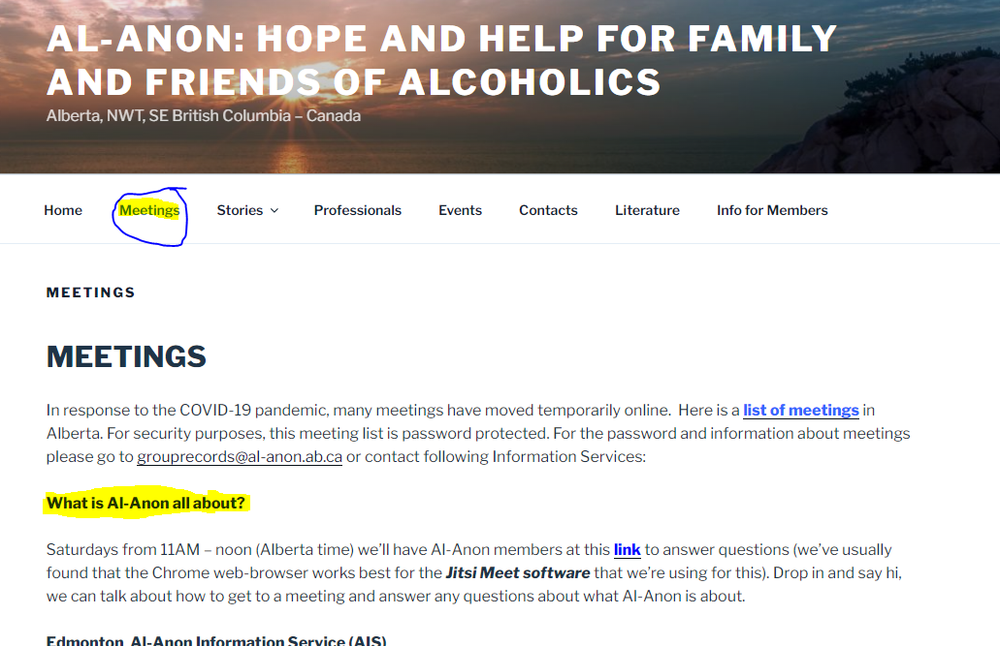 AL-ANON: HOPE AND HELP FOR FAMILY
AND FRIENDS OF ALCOHOLICS
Alberta, NWT, SE British Columbia – Canada
Home Meetings Stories Professionals Events Contacts Literature Info for Members
MEETINGS
MEETINGS
In response to the COVID-19 pandemic, many meetings have moved temporarily online.  Here is a list of meetings in
Alberta. For security purposes, this meeting list is password protected. For the password and information about meetings
please go to grouprecords@al-anon.ab.ca or contact following Information Services:
What is Al-Anon all about?
Saturdays from 11AM – noon (Alberta time) we’ll have Al-Anon members at this link to answer questions (we’ve usually
found that the Chrome web-browser works best for the Jitsi Meet software that we’re using for this). Drop in and say hi,
we can talk about how to get to a meeting and answer any questions about what Al-Anon is about.
Edmonton Al-Anon Information Service (AIS)